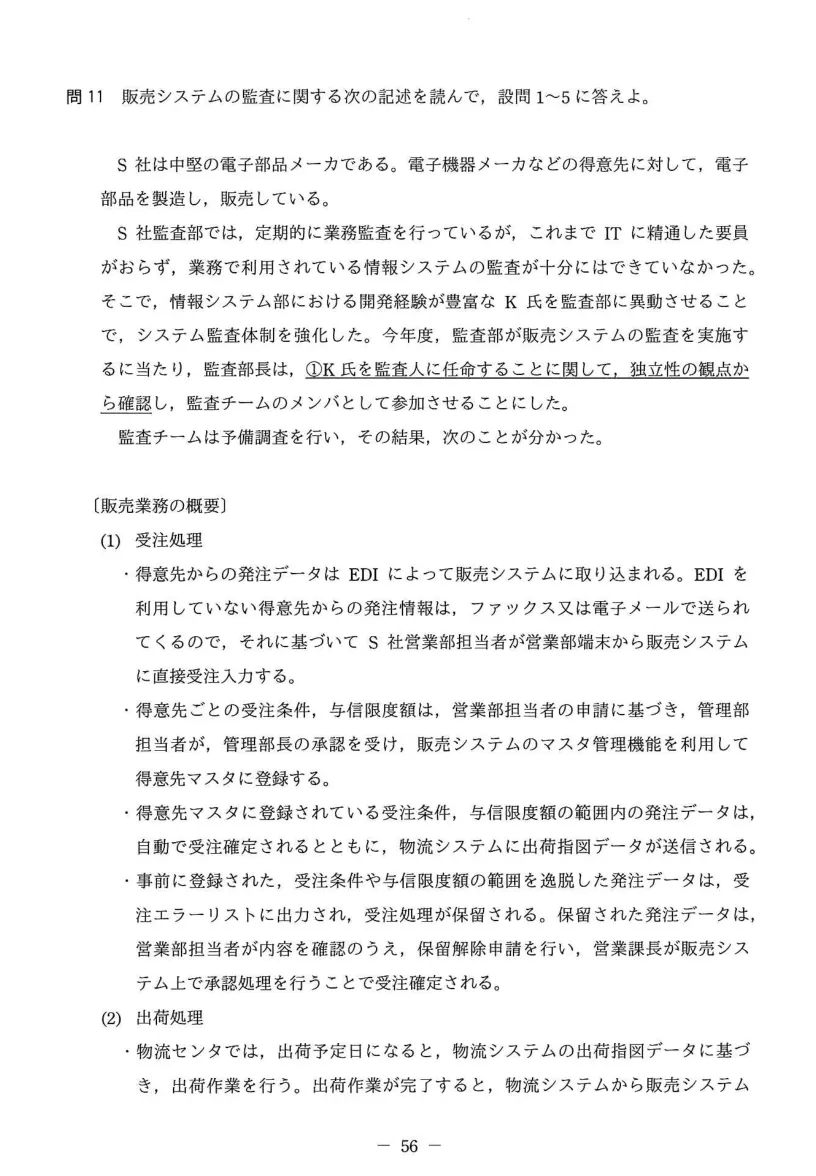 問11 販売システムの監査に関する次の記述を読んで，設問1～5に答えよ。
S 社は中堅の電子部品メーカである。電子機器メーカなどの得意先に対して，電子
部品を製造し，販売している。
S 社監査部では，定期的に業務監査を行っているが，これまで IT に精通した要員
がおらず，業務で利用されている情報システムの監査が十分にはできていなかった。
そこで，情報システム部における開発経験が豊富な K 氏を監査部に異動させること
で，システム監査体制を強化した。今年度，監査部が販売システムの監査を実施す
るに当たり，監査部長は，①K 氏を監査人に任命することに関して，独立性の観点か
ら確認し，監査チームのメンバとして参加させることにした。
監査チームは予備調査を行い，その結果，次のことが分かった。
〔販売業務の概要〕
(1) 受注処理
・得意先からの発注データは EDI によって販売システムに取り込まれる。EDI を
利用していない得意先からの発注情報は，ファックス又は電子メールで送られ
てくるので，それに基づいて S 社営業部担当者が営業部端末から販売システム
に直接受注入力する。
・得意先ごとの受注条件，与信限度額は，営業部担当者の申請に基づき，管理部
担当者が，管理部長の承認を受け，販売システムのマスタ管理機能を利用して
得意先マスタに登録する。
・得意先マスタに登録されている受注条件，与信限度額の範囲内の発注データは，
自動で受注確定されるとともに，物流システムに出荷指図データが送信される。
・事前に登録された，受注条件や与信限度額の範囲を逸脱した発注データは，受
注エラーリストに出力され，受注処理が保留される。保留された発注データは，
営業部担当者が内容を確認のうえ，保留解除申請を行い，営業課長が販売シス
テム上で承認処理を行うことで受注確定される。
(2) 出荷処理
・物流センタでは，出荷予定日になると，物流システムの出荷指図データに基づ
き，出荷作業を行う。出荷作業が完了すると，物流システムから販売システム
― 56 ―